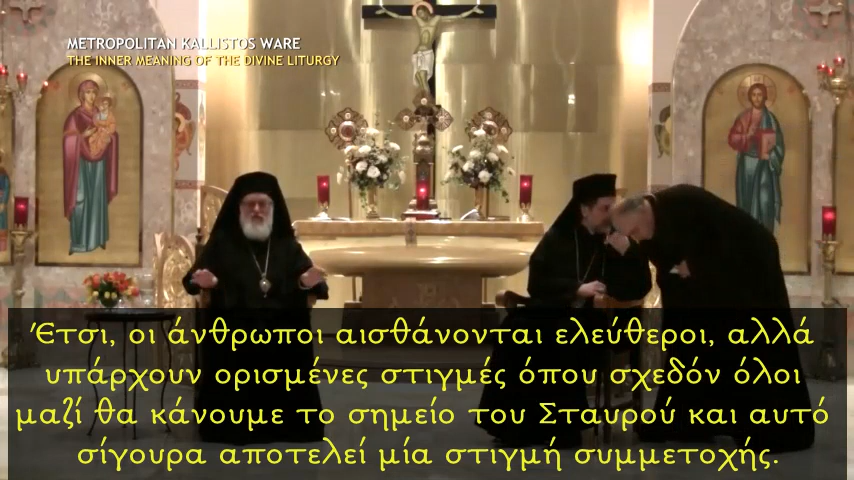 METROPOLITAN KALLISTOS WARE
THE INNER MEANING OF THE DIVINE LITURGY
Έτσι, οι άνθρωποι αισθάνονται ελεύθεροι, αλλά
υπάρχουν ορισμένες στιγμές όπου σχεδόν όλοι
μαζί θα κάνουμε το σημείο του Σταυρού και αυτό
σίγουρα αποτελεί μία στιγμή συμμετοχής.